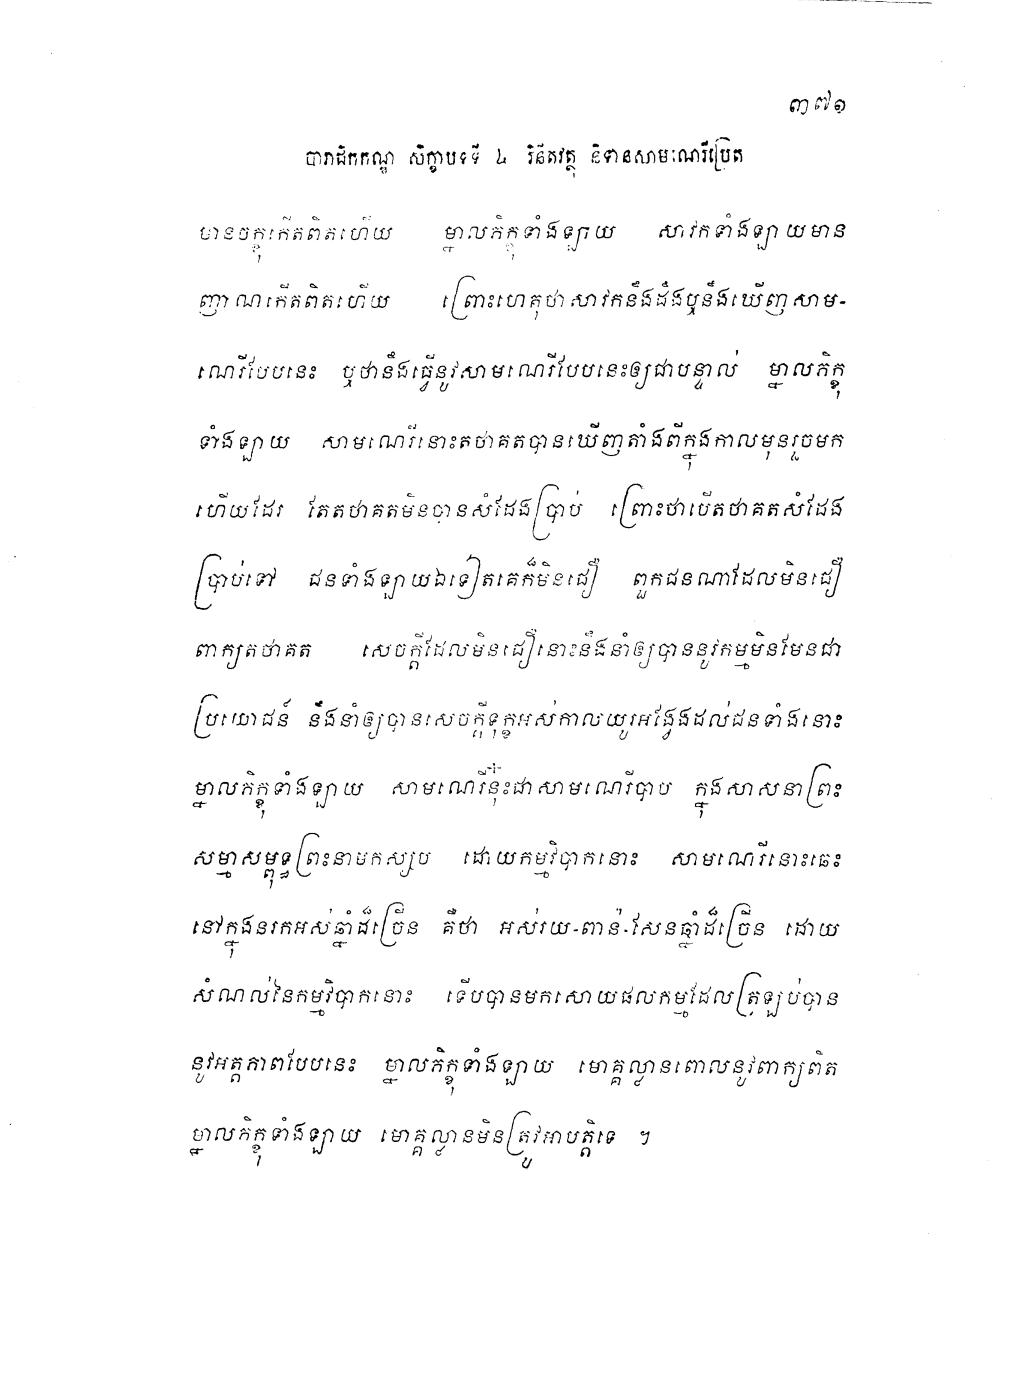 ៣៧១
បារាជិកកណ្ឌ សិក្ខាបទទី ៤ វិនីតវត្ថុ និទានសាមណេរីប្រេត
បានចក្ខុកើតពិតហើយ ម្នាលភិក្ខុទាំងឡាយ សាវកទាំងឡាយមាន
ញាណកើតពិតហើយ ព្រោះហេតុថាសាវកនឹងដឹងឬនឹងឃើញសាម-
ណេរីបែបនេះ ឬថានឹងធ្វើនូវសាមណេរីបែបនេះឲ្យជាបន្ទាល់ ម្នាលភិក្ខុ
ទាំងឡាយ សាមណេរីនោះតថាគតបានឃើញតាំងពីក្នុងកាលមុនរួចមក
ហើយដែរ តែតថាគតមិនបានសំដែងប្រាប់ ព្រោះថាបើតថាគតសំដែង
ប្រាប់ទៅ ជនទាំងឡាយឯទៀតគេក៏មិនជឿ ពួកជនណាដែលមិនជឿ
ពាក្យតថាគត សេចក្តីដែលមិនជឿនោះនឹងនាំឲ្យបាននូវកម្មមិនមែនជា
ប្រយោជន៍ នឹងនាំឲ្យបានសេចក្តីទុក្ខអស់កាលយូរអង្វែងដល់ជនទាំងនោះ
ម្នាលភិក្ខុទាំងឡាយ សាមណេរីនុ៎ះជាសាមណេរីបាប ក្នុងសាសនាព្រះ
សម្មាសម្ពុទ្ធព្រះនាមកស្សប ដោយកម្មវិបាកនោះ សាមណេរីនោះឆេះ
នៅក្នុងនរកអស់ឆ្នាំដ៏ច្រើន គឺថា អស់រយ-ពាន់-សែនឆ្នាំដ៏ច្រើន ដោយ
សំណល់នៃកម្មវិបាកនោះ ទើបបានមកសោយផលកម្មដែលត្រឡប់បាន
នូវអត្តភាពបែបនេះ ម្នាលភិក្ខុទាំងឡាយ មោគ្គល្លានពោលនូវពាក្យពិត
ម្នាលភិក្ខុទាំងឡាយ មោគ្គល្លានមិនត្រូវអាបត្តិទេ ។